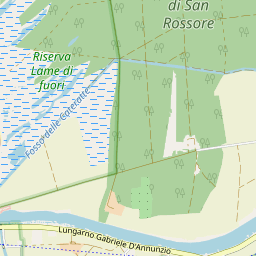 di San
Rossore
Riserva
Lame di
fuori
Fosso delle Cateratte
Lungarno Gabriele D'Annunzio